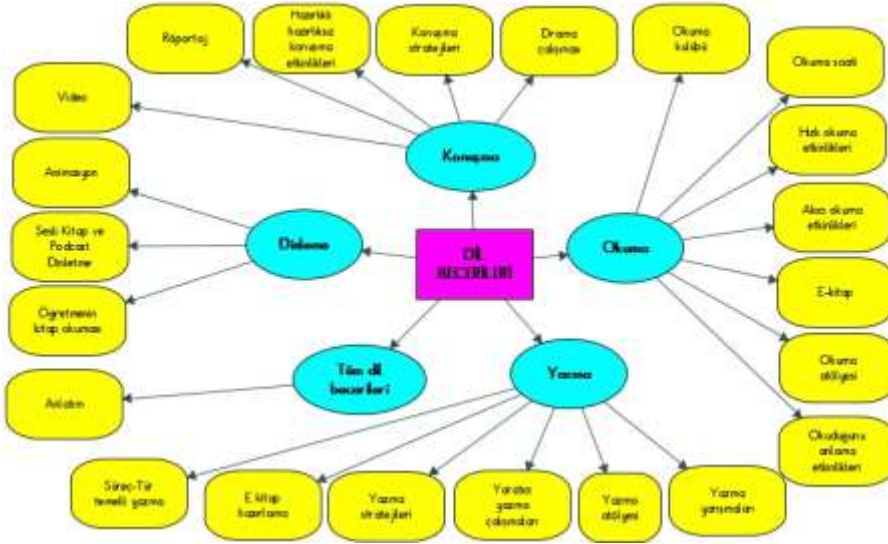 Röportaj
Hazırlıklı
hazırlıksız
konuşma
etkinlikleri
Konuşma
stratejileri
Drama
çalışması
Okuma
kulübü
Okuma saati
Video
Konuşma
Hızlı okuma
etkinlikleri
Animasyon
Akıcı okuma
etkinlikleri
Sesli Kitap ve
Podcast
Dinletme
Dinleme
DİL
BECERİLERİ
Okuma
E-kitap
Öğretmenin
kitap okuması
Okuma
atölyesi
Tüm dil
becerileri
Yazma
Anlatım
Okuduğunu
anlama
etkinlikleri
Süreç-Tür
temelli yazma
E kitap
hazırlama
Yazma
stratejileri
Yaratıcı
yazma
çalışmaları
Yazma
atölyesi
Yazma
yarışmaları